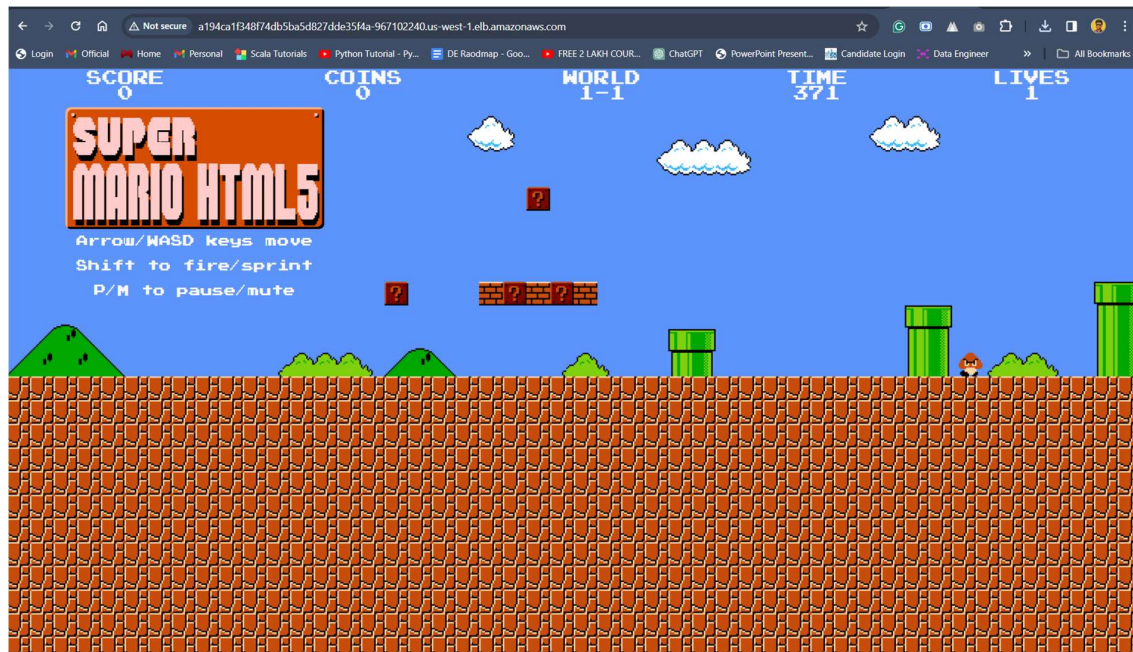 Not secure a194ca1f348f74db5ba5d827dde35f4a-967102240.us-west-1.elb.amazonaws.com
Login Official Home Personal Scala Tutorials Python Tutorial - Py... DE Raodmap - Goo... FREE 2 LAKH COUR... ChatGPT PowerPoint Present... Candidate Login Data Engineer » All Bookmarks
SCORE COINS WORLD TIME LIVES
0 0 1-1 371 1
SUPER
MARIO HTML5
Arrow/WASD keys move
Shift to fire/sprint
P/M to pause/mute
? 
? ? ?